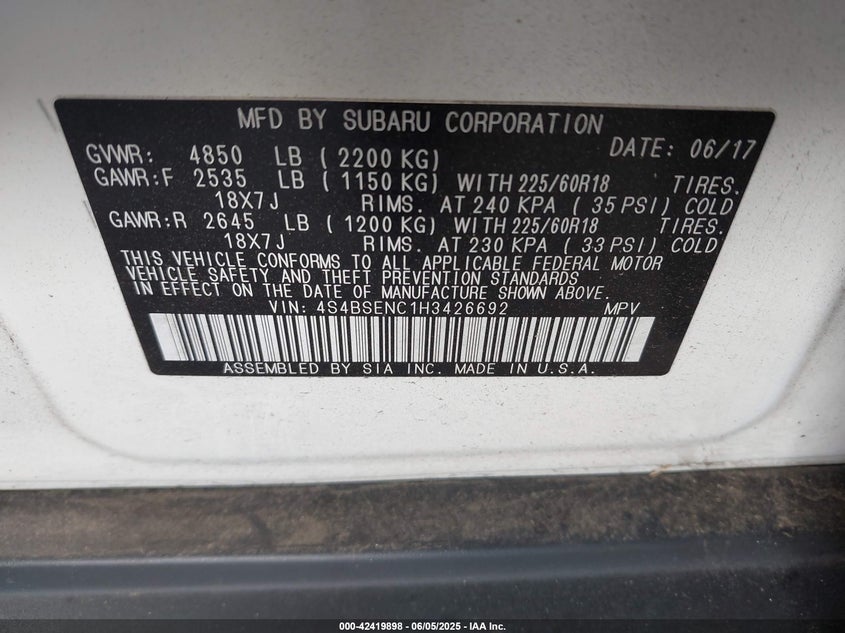 MFD BY SUBARU CORPORATION
GVWR: 4850 LB (2200 KG) DATE: 06/17
GAWR:F 2535 LB (1150 KG) WITH 225/60R18 TIRES.
18X7J RIMS. AT 240 KPA (35 PSI) COLD
GAWR:R 2645 LB (1200 KG) WITH 225/60R18 TIRES.
18X7J RIMS. AT 230 KPA (33 PSI) COLD
THIS VEHICLE CONFORMS TO ALL APPLICABLE FEDERAL MOTOR
VEHICLE SAFETY AND THEFT PREVENTION STANDARDS
IN EFFECT ON THE DATE OF MANUFACTURE SHOWN ABOVE.
VIN: 4S4BSENC1H3426692 MPV
ASSEMBLED BY SIA INC. MADE IN U.S.A.
000-42419898 - 06/05/2025 - IAA Inc.